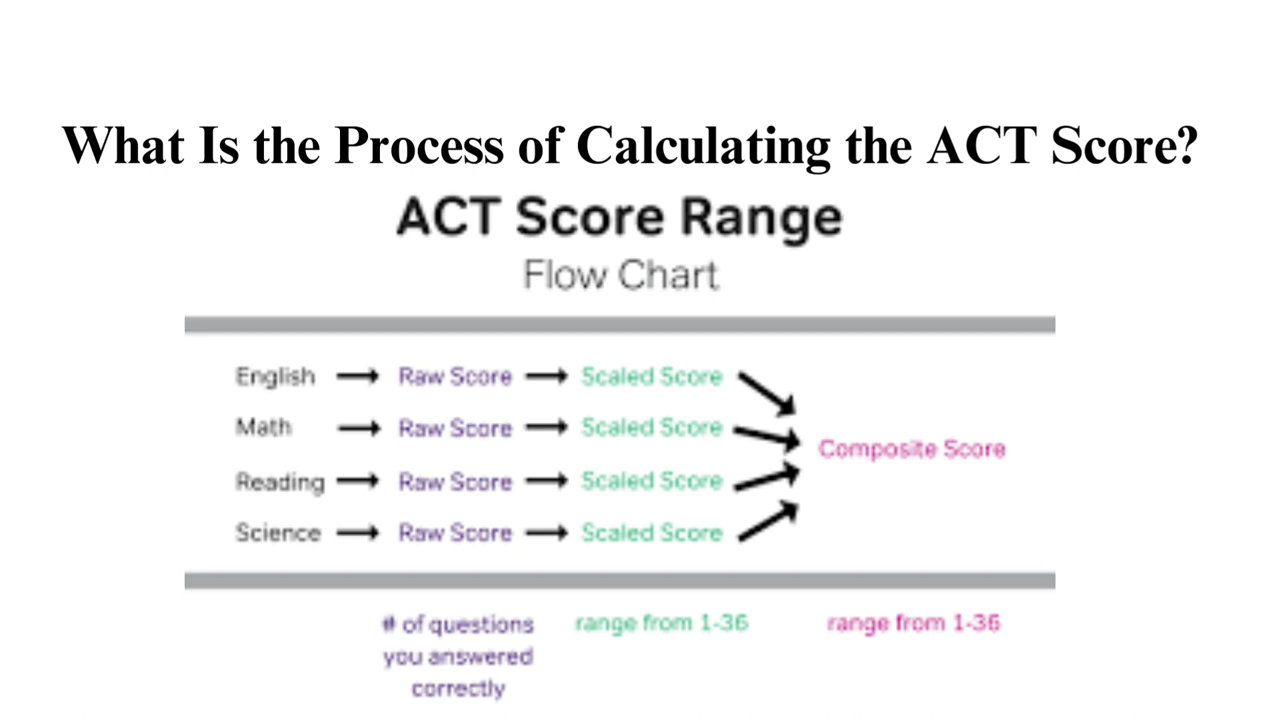 What Is the Process of Calculating the ACT Score?
ACT Score Range
Flow Chart
English → Raw Score → Scaled Score
Math → Raw Score → Scaled Score
Composite Score
Reading → Raw Score → Scaled Score
Science → Raw Score → Scaled Score
# of questions range from 1-36 range from 1-36
you answered
correctly